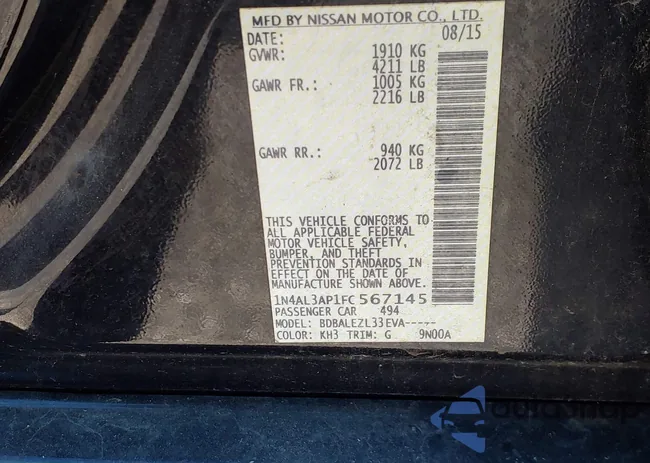 MFD BY NISSAN MOTOR CO., LTD.
DATE: 08/15
GVWR: 1910 KG
4211 LB
GAWR FR.: 1005 KG
2216 LB
GAWR RR.: 940 KG
2072 LB
THIS VEHICLE CONFORMS TO
ALL APPLICABLE FEDERAL
MOTOR VEHICLE SAFETY,
BUMPER, AND THEFT
PREVENTION STANDARDS IN
EFFECT ON THE DATE OF
MANUFACTURE SHOWN ABOVE.
1N4AL3AP1FC567145
PASSENGER CAR 494
MODEL: BDBALEZL33EVA-----
COLOR: KH3 TRIM: G 9N00A